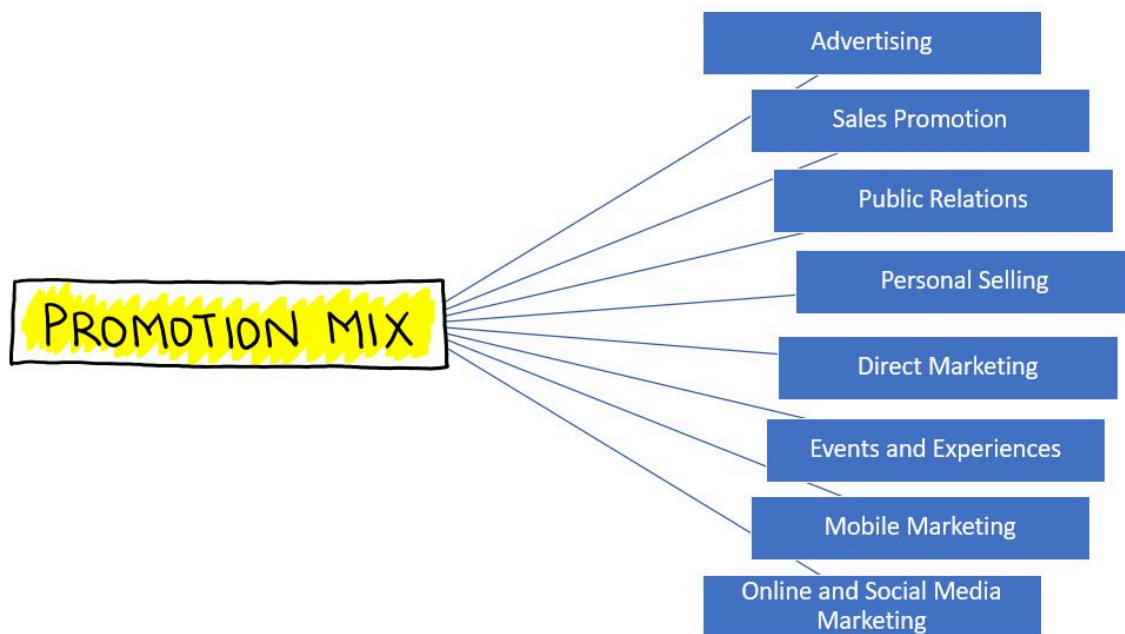 PROMOTION MIX
Advertising
Sales Promotion
Public Relations
Personal Selling
Direct Marketing
Events and Experiences
Mobile Marketing
Online and Social Media
Marketing